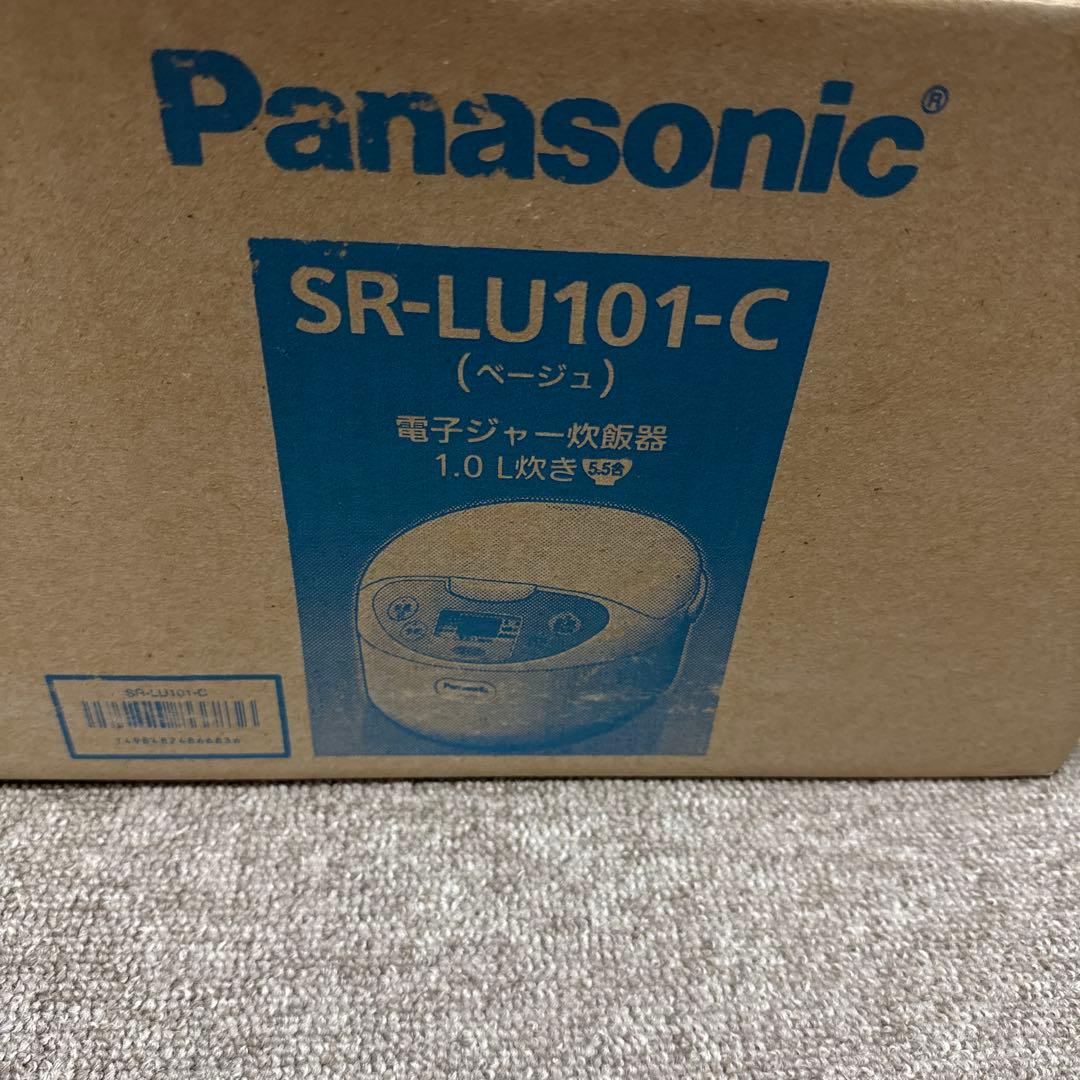 Panasonic®
SR-LU101-C
(ベージュ)
電子ジャー炊飯器
1.0 L炊き 5.5合
Panasonic
SR-LU101-C